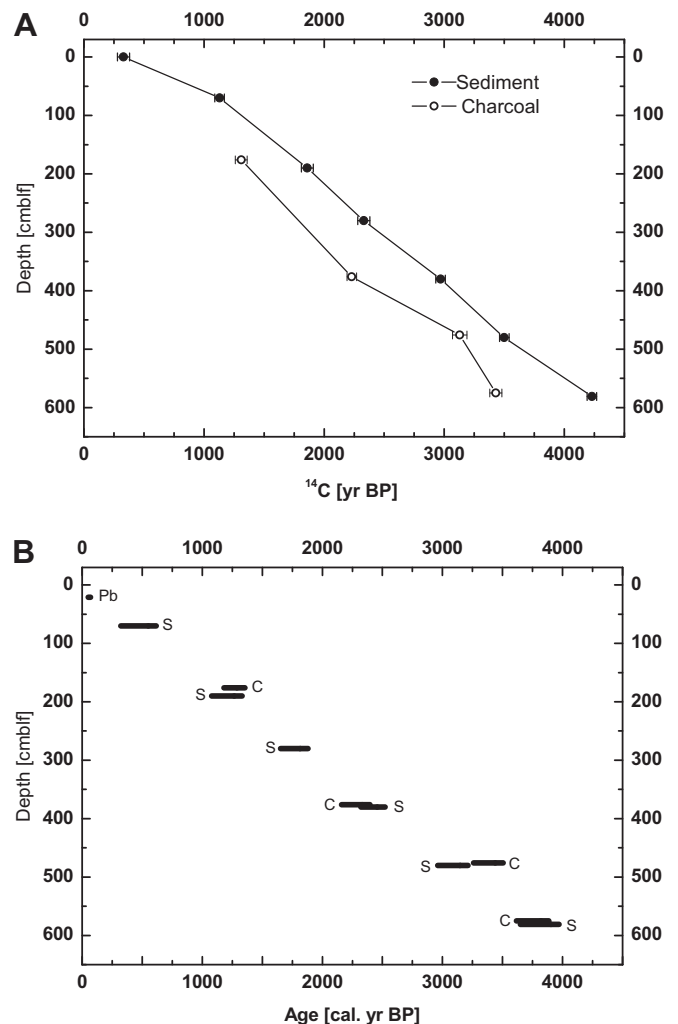 A
0 1000 2000 3000 4000
0 0
100 100
200 200
300 300
400 400
500 500
600 600
Sediment
Charcoal
Depth [cmblf]
0 1000 2000 3000 4000
14C [yr BP]
B
0 1000 2000 3000 4000
0 0
Pb
S
100 100
C
S
200 200
S
300 300
C S
400 400
S C
500 500
C S
600 600
Depth [cmblf]
0 1000 2000 3000 4000
Age [cal. yr BP]